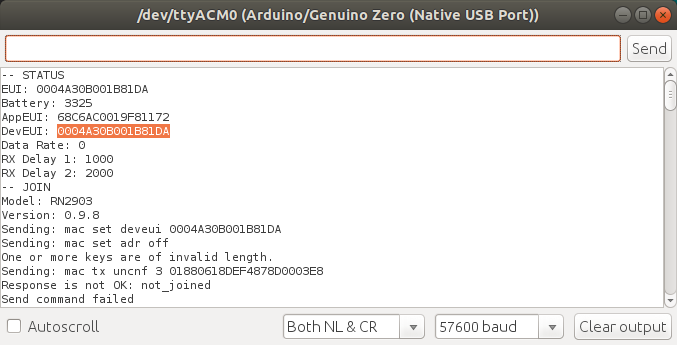 /dev/ttyACM0 (Arduino/Genuino Zero (Native USB Port))
Send
-- STATUS
EUI: 0004A30B001B81DA
Battery: 3325
AppEUI: 68C6AC0019F81172
DevEUI: 0004A30B001B81DA
Data Rate: 0
RX Delay 1: 1000
RX Delay 2: 2000
-- JOIN
Model: RN2903
Version: 0.9.8
Sending: mac set deveui 0004A30B001B81DA
Sending: mac set adr off
One or more keys are of invalid length.
Sending: mac tx uncnf 3 01880618DEF4878D0003E8
Response is not OK: not_joined
Send command failed
Autoscroll
Both NL & CR
57600 baud
Clear output